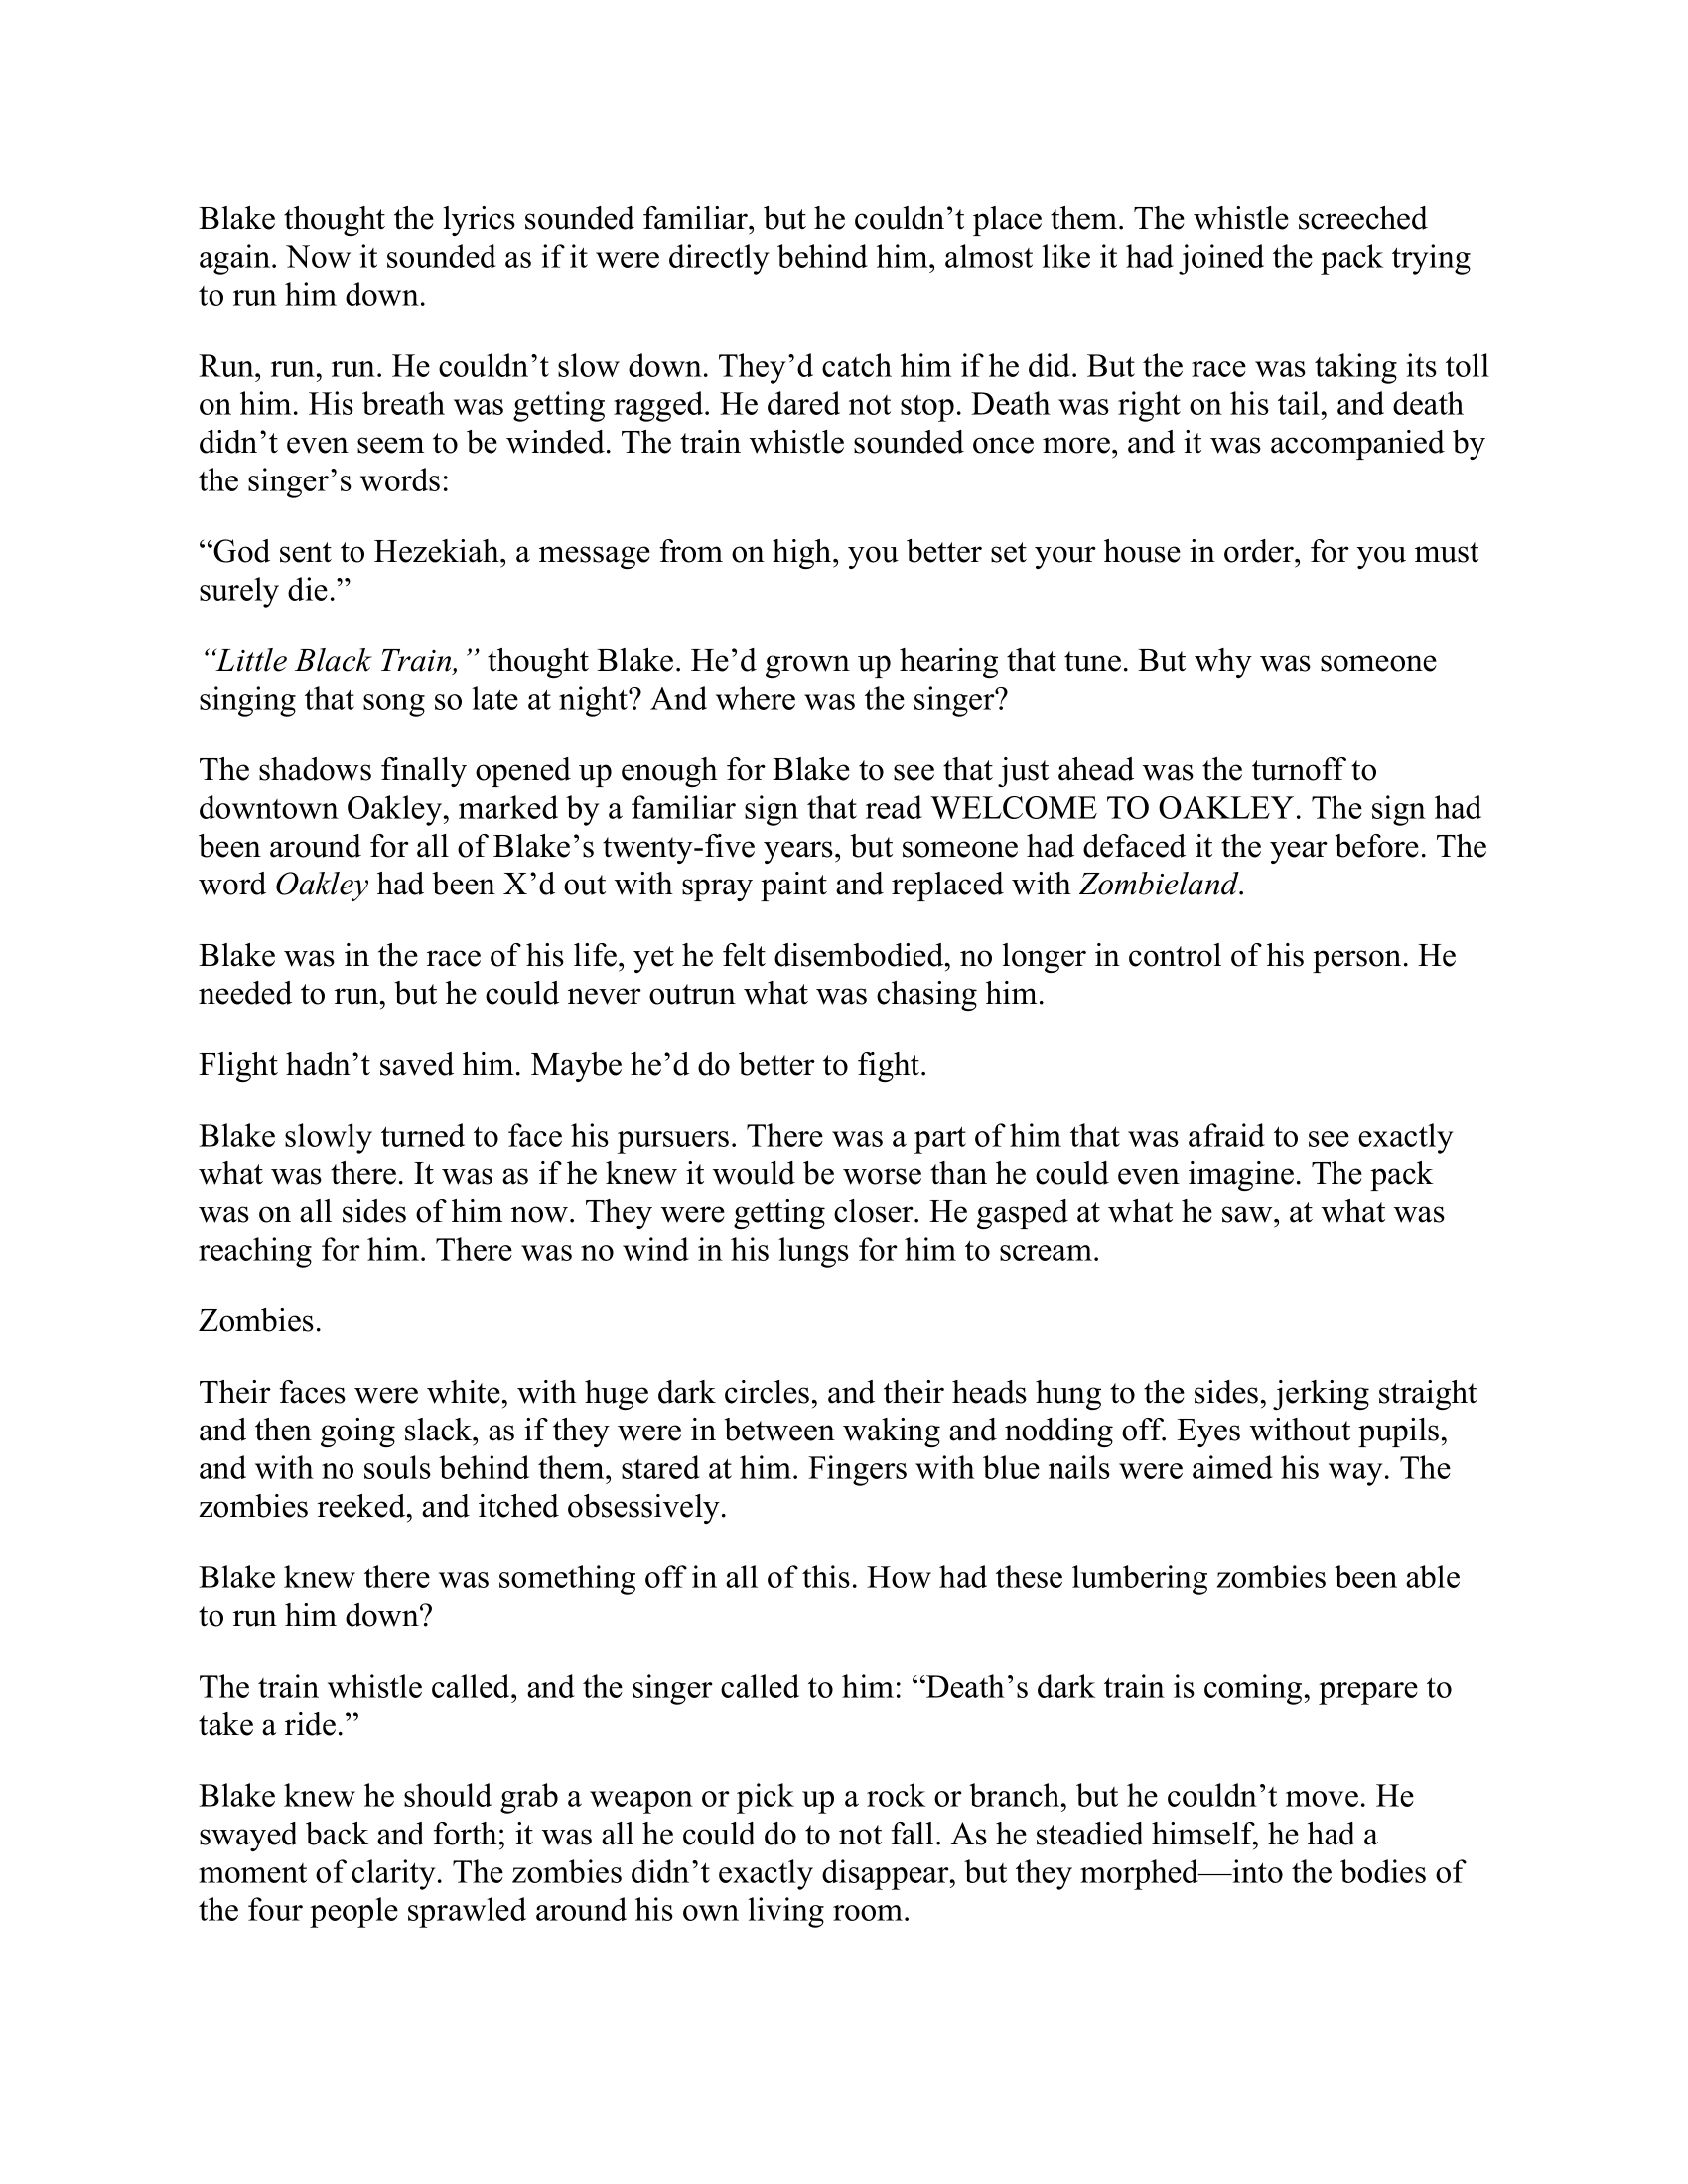 Blake thought the lyrics sounded familiar, but he couldn’t place them. The whistle screeched
again. Now it sounded as if it were directly behind him, almost like it had joined the pack trying
to run him down.
Run, run, run. He couldn’t slow down. They’d catch him if he did. But the race was taking its toll
on him. His breath was getting ragged. He dared not stop. Death was right on his tail, and death
didn’t even seem to be winded. The train whistle sounded once more, and it was accompanied by
the singer’s words:
“God sent to Hezekiah, a message from on high, you better set your house in order, for you must
surely die.”
“Little Black Train,” thought Blake. He’d grown up hearing that tune. But why was someone
singing that song so late at night? And where was the singer?
The shadows finally opened up enough for Blake to see that just ahead was the turnoff to
downtown Oakley, marked by a familiar sign that read WELCOME TO OAKLEY. The sign had
been around for all of Blake’s twenty-five years, but someone had defaced it the year before. The
word Oakley had been X’d out with spray paint and replaced with Zombieland.
Blake was in the race of his life, yet he felt disembodied, no longer in control of his person. He
needed to run, but he could never outrun what was chasing him.
Flight hadn’t saved him. Maybe he’d do better to fight.
Blake slowly turned to face his pursuers. There was a part of him that was afraid to see exactly
what was there. It was as if he knew it would be worse than he could even imagine. The pack
was on all sides of him now. They were getting closer. He gasped at what he saw, at what was
reaching for him. There was no wind in his lungs for him to scream.
Zombies.
Their faces were white, with huge dark circles, and their heads hung to the sides, jerking straight
and then going slack, as if they were in between waking and nodding off. Eyes without pupils,
and with no souls behind them, stared at him. Fingers with blue nails were aimed his way. The
zombies reeked, and itched obsessively.
Blake knew there was something off in all of this. How had these lumbering zombies been able
to run him down?
The train whistle called, and the singer called to him: “Death’s dark train is coming, prepare to
take a ride.”
Blake knew he should grab a weapon or pick up a rock or branch, but he couldn’t move. He
swayed back and forth; it was all he could do to not fall. As he steadied himself, he had a
moment of clarity. The zombies didn’t exactly disappear, but they morphed—into the bodies of
the four people sprawled around his own living room.